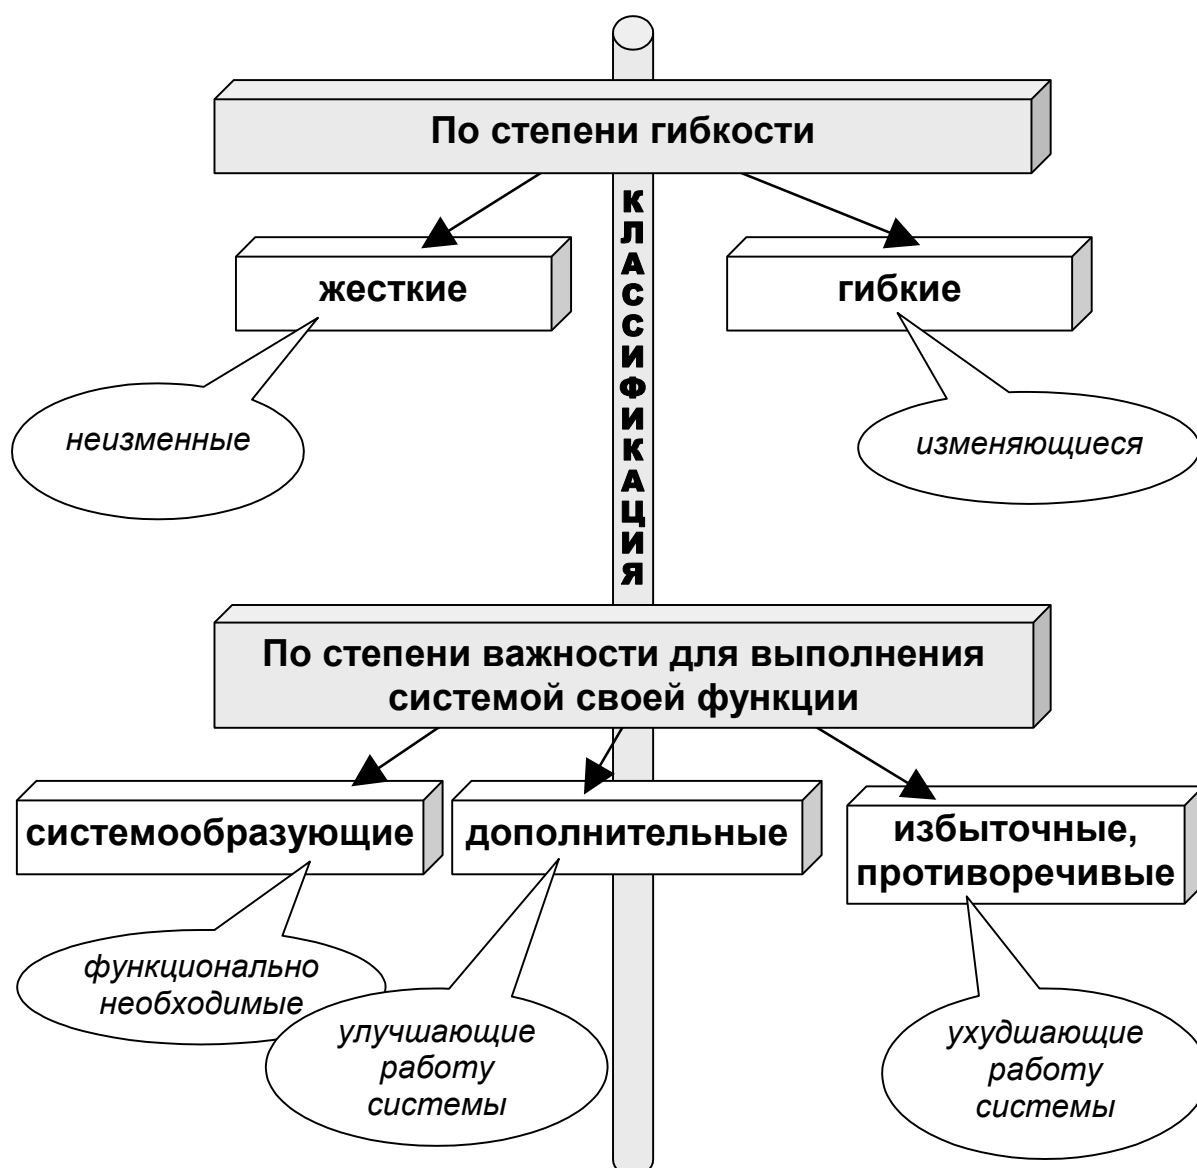 По степени гибкости
КЛАССИФИКАЦИЯ
жесткие
гибкие
неизменные
изменяющиеся
По степени важности для выполнения
системой своей функции
системообразующие
дополнительные
избыточные,
противоречивые
функционально
необходимые
улучшающие
работу
системы
ухудшающие
работу
системы